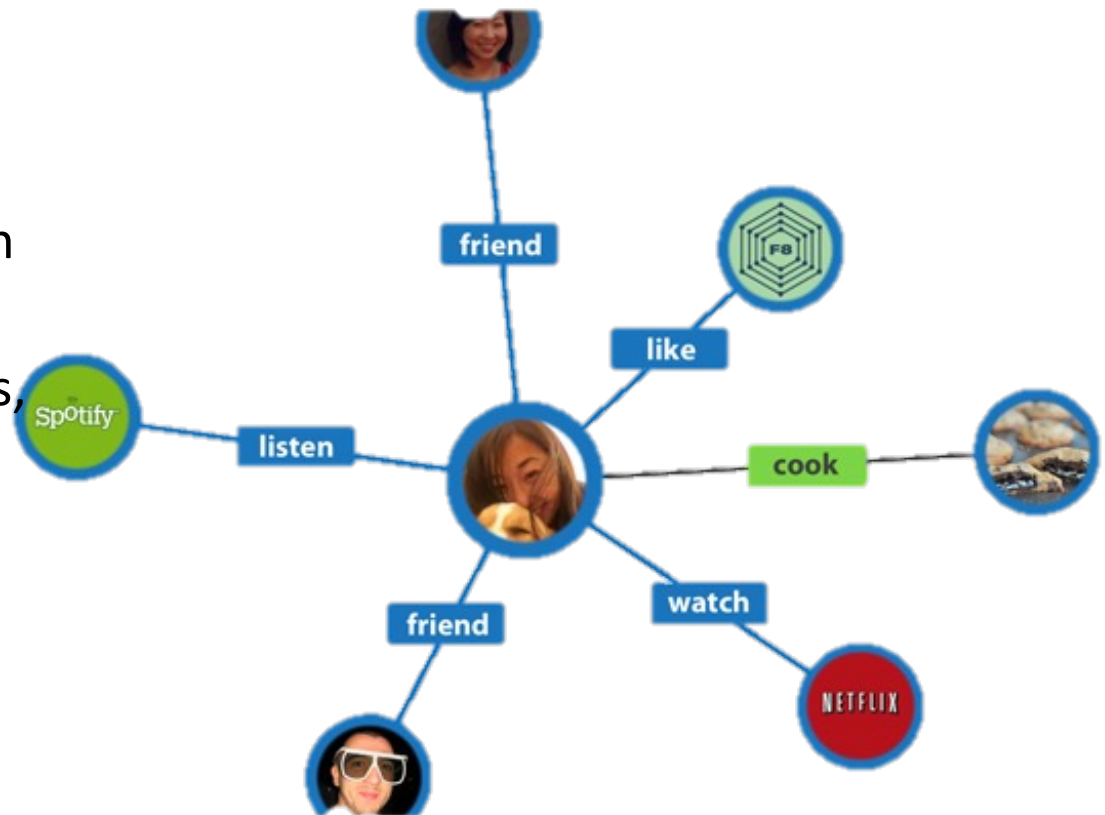 friend
n
F8
like
s,
Spotify
listen
cook
watch
friend
NETFLIX